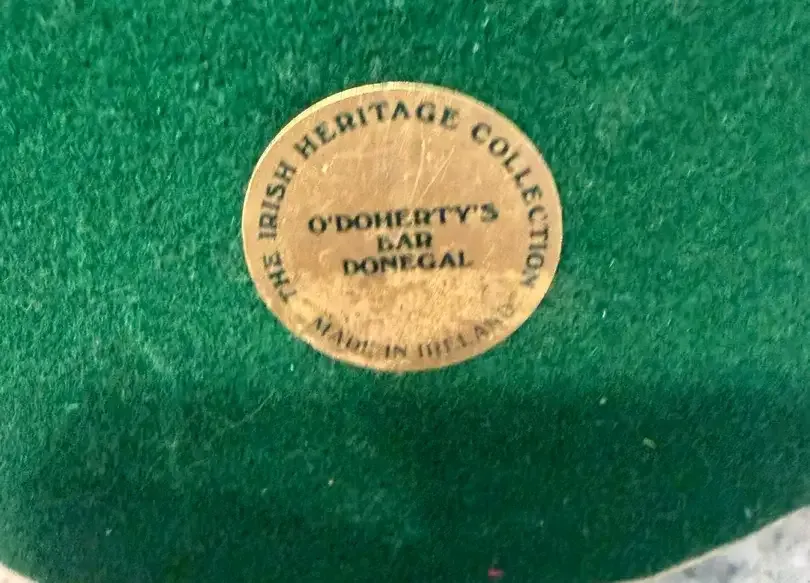 THE IRISH HERITAGE COLLECTION
O'DOHERTY'S
BAR
DONEGAL
MADE IN IRELAND